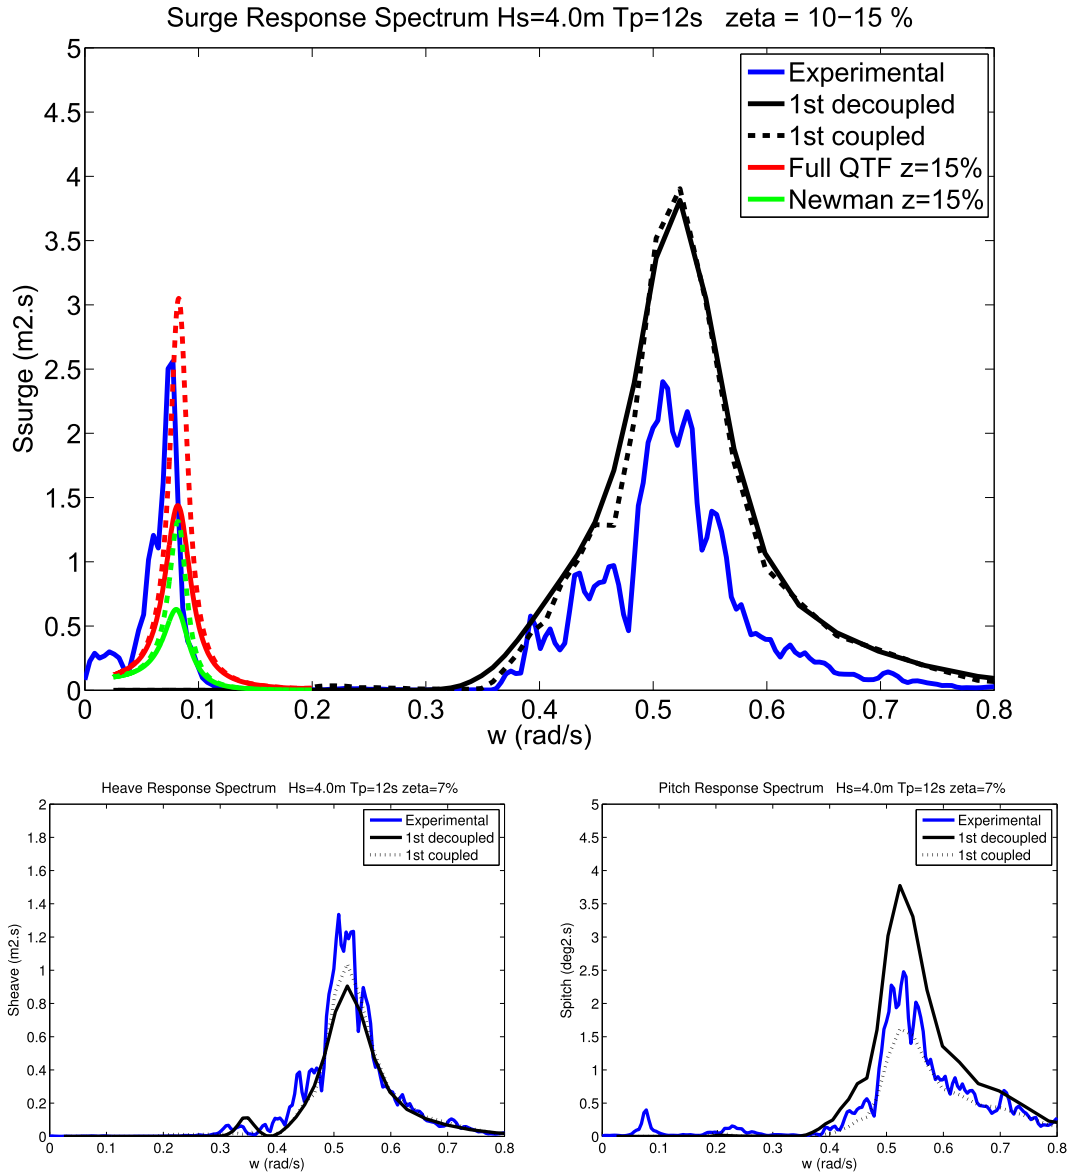 Surge Response Spectrum Hs=4.0m Tp=12s   zeta = 10−15 %
5
4.5
4
3.5
3
2.5
2
1.5
1
0.5
0
Ssurge (m2.s)
Experimental
1st decoupled
1st coupled
Full QTF z=15%
Newman z=15%
0 0.1 0.2 0.3 0.4 0.5 0.6 0.7 0.8
w (rad/s)
Heave Response Spectrum   Hs=4.0m Tp=12s zeta=7%
2
1.8
1.6
1.4
1.2
1
0.8
0.6
0.4
0.2
0
Sheave (m2.s)
Experimental
1st decoupled
1st coupled
0 0.1 0.2 0.3 0.4 0.5 0.6 0.7 0.8
w (rad/s)
Pitch Response Spectrum   Hs=4.0m Tp=12s zeta=7%
5
4.5
4
3.5
3
2.5
2
1.5
1
0.5
0
Spitch (deg2.s)
Experimental
1st decoupled
1st coupled
0 0.1 0.2 0.3 0.4 0.5 0.6 0.7 0.8
w (rad/s)